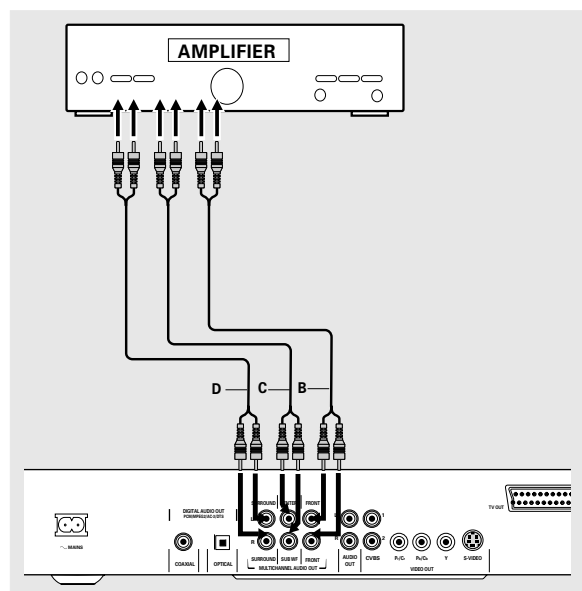 AMPLIFIER
D C B
SURROUND CENTER FRONT
DIGITAL AUDIO OUT
PCM/MPEG2/AC-3/DTS
TV OUT
L 1
∼ MAINS
R 2
COAXIAL OPTICAL
SURROUND SUB WF FRONT
MULTICHANNEL AUDIO OUT
AUDIO OUT
CVBS PR/CR PB/CB Y S-VIDEO
VIDEO OUT